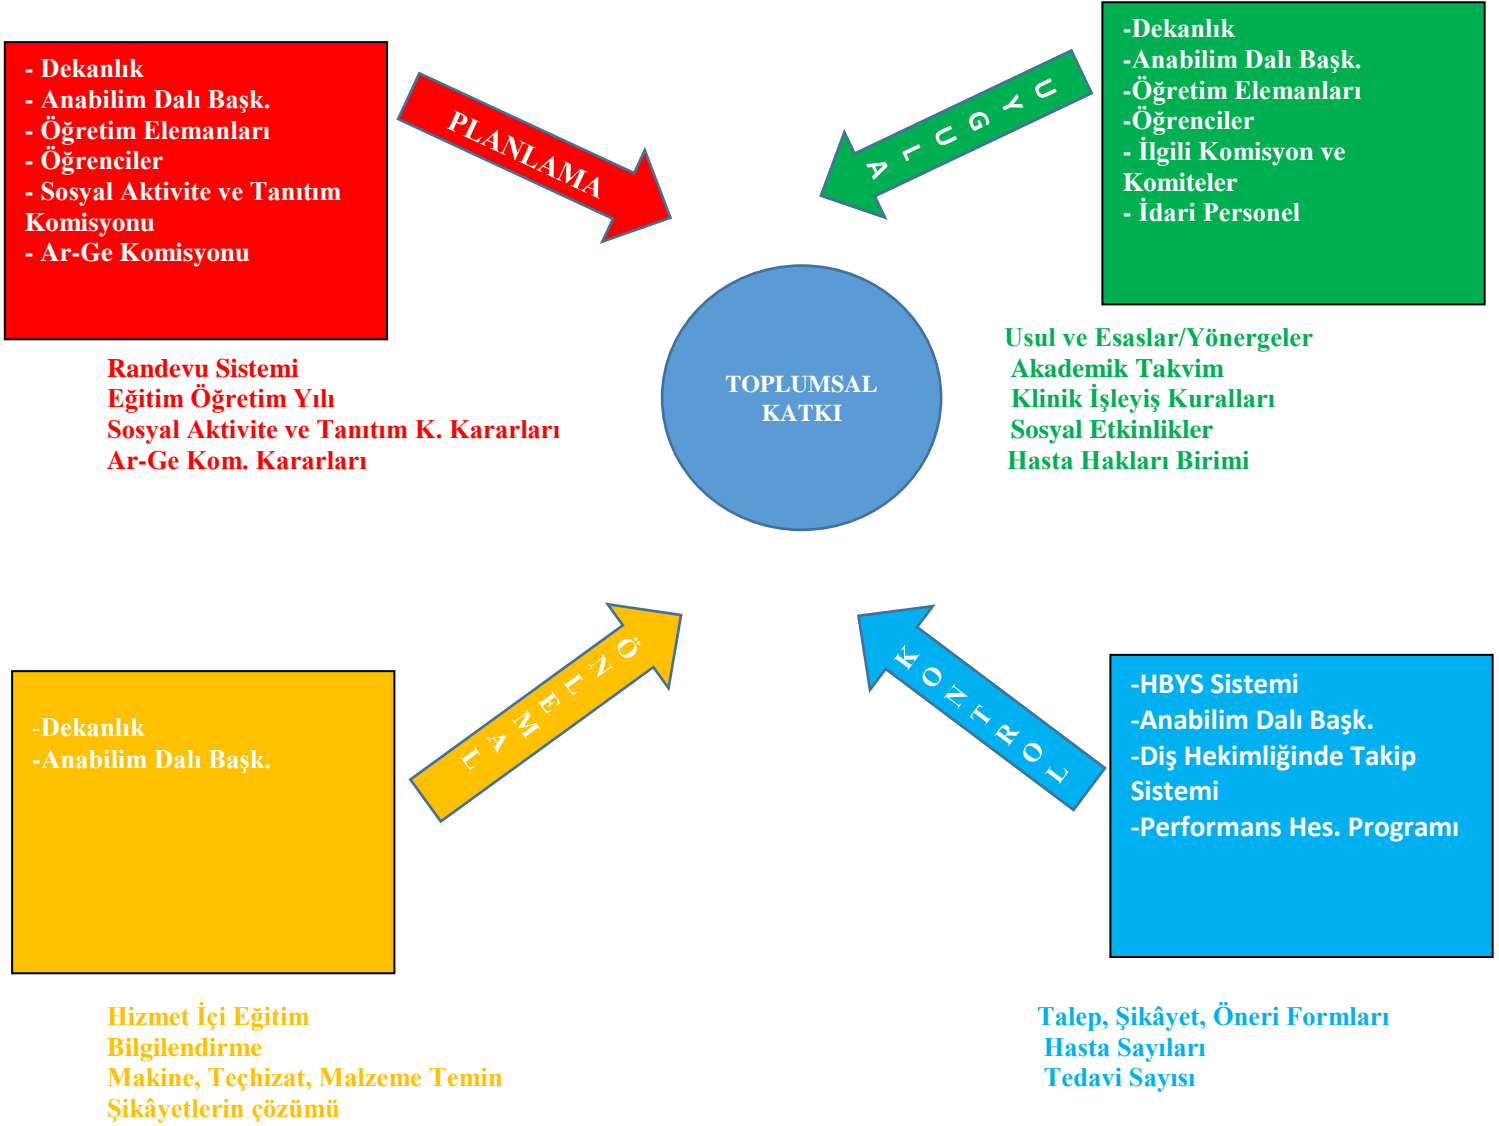 - Dekanlık
- Anabilim Dalı Başk.
- Öğretim Elemanları
- Öğrenciler
- Sosyal Aktivite ve Tanıtım
Komisyonu
- Ar-Ge Komisyonu
PLANLAMA
UYGULA
-Dekanlık
-Anabilim Dalı Başk.
-Öğretim Elemanları
-Öğrenciler
- İlgili Komisyon ve
Komiteler
- İdari Personel
Randevu Sistemi
Eğitim Öğretim Yılı
Sosyal Aktivite ve Tanıtım K. Kararları
Ar-Ge Kom. Kararları
TOPLUMSAL
KATKI
Usul ve Esaslar/Yönergeler
Akademik Takvim
Klinik İşleyiş Kuralları
Sosyal Etkinlikler
Hasta Hakları Birimi
-Dekanlık
-Anabilim Dalı Başk.
ÖNLEMAL
KONTROL
-HBYS Sistemi
-Anabilim Dalı Başk.
-Diş Hekimliğinde Takip
Sistemi
-Performans Hes. Programı
Hizmet İçi Eğitim
Bilgilendirme
Makine, Teçhizat, Malzeme Temin
Şikâyetlerin çözümü
Talep, Şikâyet, Öneri Formları
Hasta Sayıları
Tedavi Sayısı